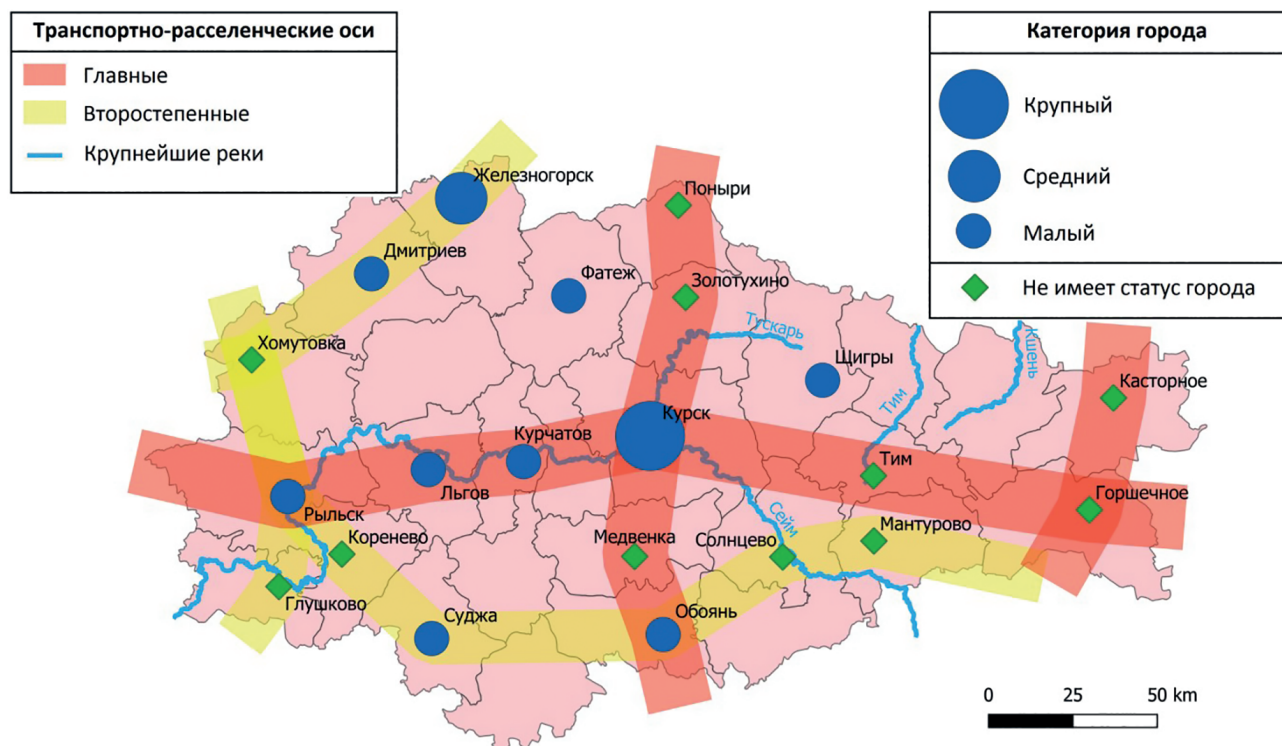 Транспортно-расселенческие оси
Главные
Второстепенные
Крупнейшие реки
Категория города
Крупный
Средний
Малый
Не имеет статус города
Железногорск
Поныри
Дмитриев
Фатеж
Золотухино
Тускарь
Хомутовка
Щигры
Тим
Кшень
Касторное
Курск
Курчатов
Льгов
Тим
Горшечное
Рыльск
Сейм
Мантурово
Коренево
Медвенка
Солнцево
Глушково
Суджа
Обоянь
0 25 50 km